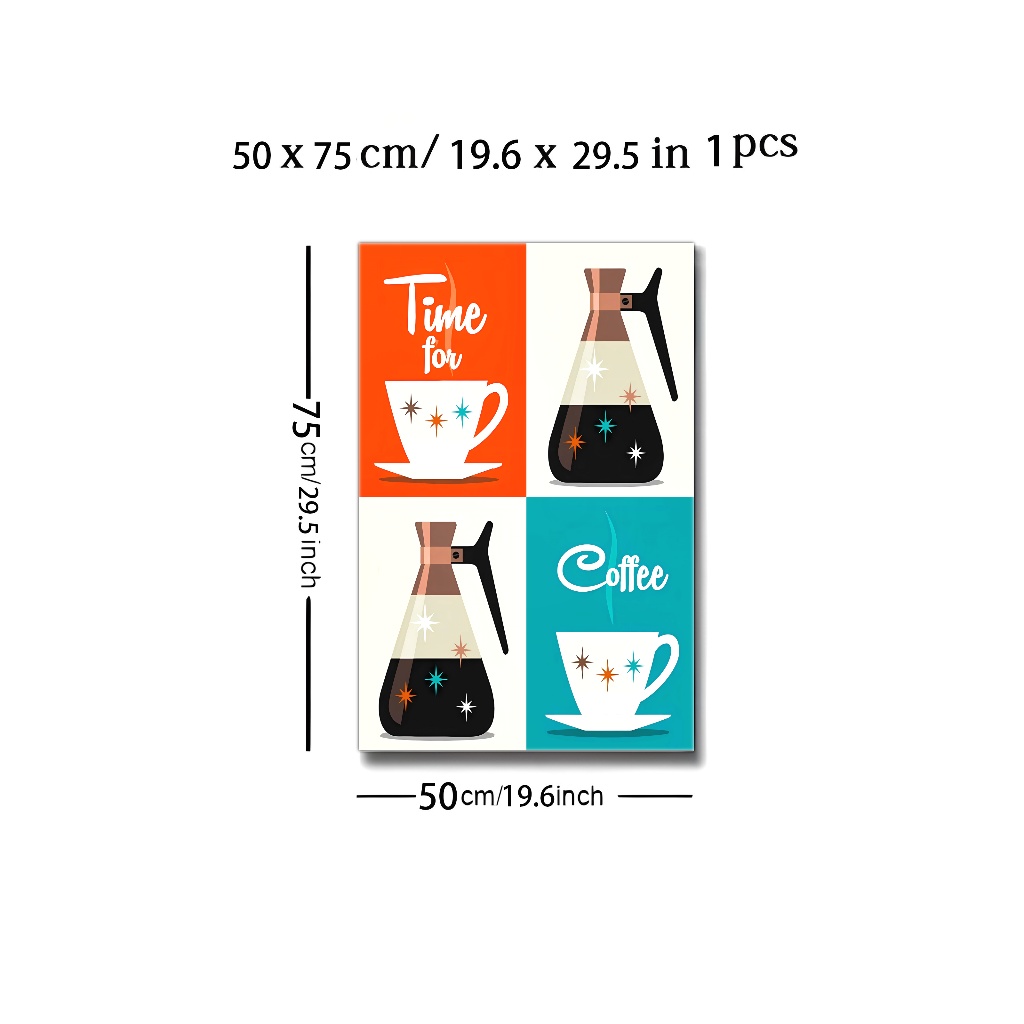 50 x 75 cm/ 19.6 x 29.5 in 1 pcs
Time
for
75cm/29.5inch
Coffee
50cm/19.6inch